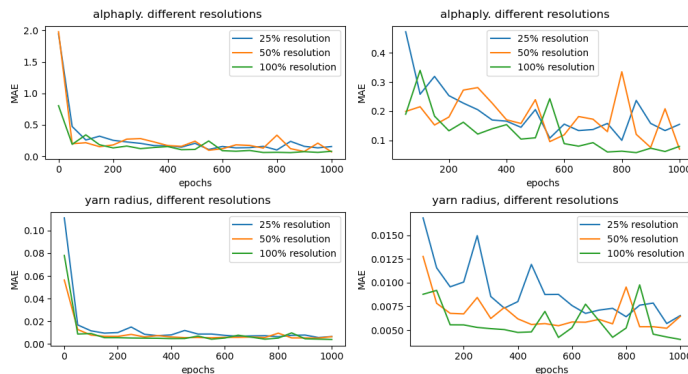 alphaply. different resolutions
2.0
1.5
1.0
0.5
0.0
MAE
25% resolution
50% resolution
100% resolution
0
200
400
600
800
1000
epochs
alphaply. different resolutions
0.4
0.3
0.2
0.1
MAE
25% resolution
50% resolution
100% resolution
200
400
600
800
1000
epochs
yarn radius, different resolutions
0.10
0.08
0.06
0.04
0.02
0.00
MAE
25% resolution
50% resolution
100% resolution
0
200
400
600
800
1000
epochs
yarn radius, different resolutions
0.0150
0.0125
0.0100
0.0075
0.0050
MAE
25% resolution
50% resolution
100% resolution
200
400
600
800
1000
epochs